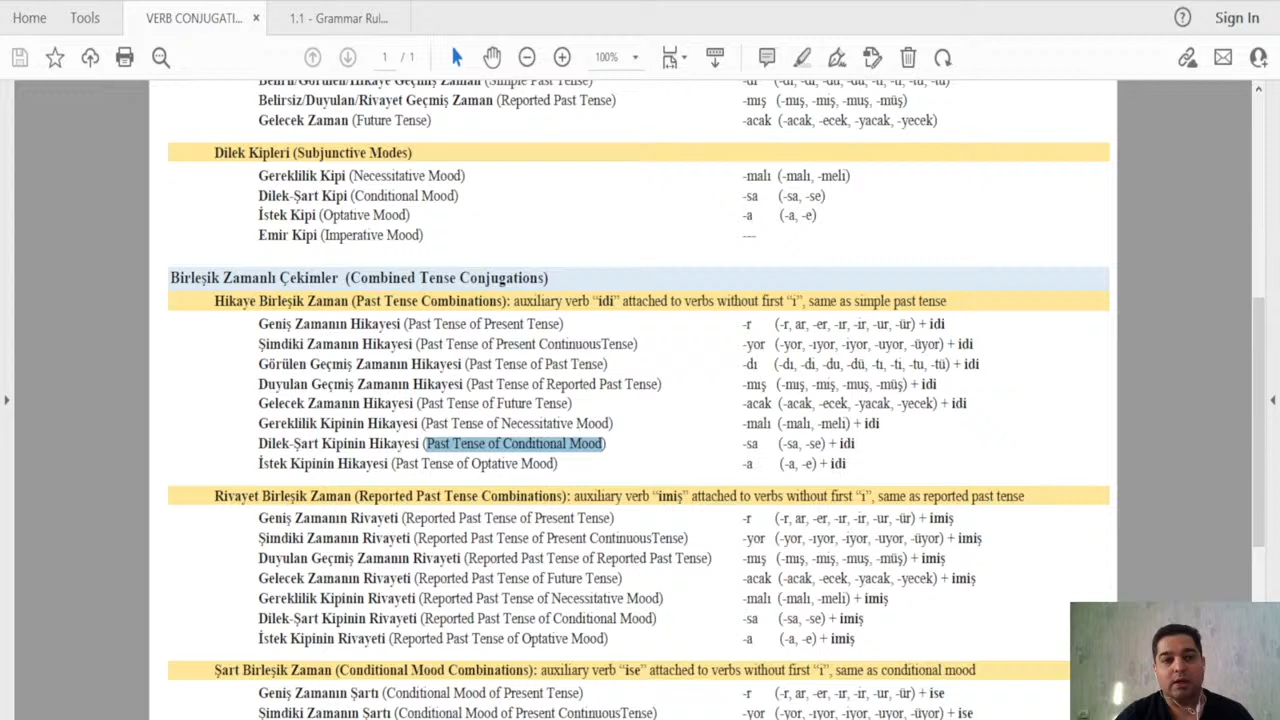 Home Tools VERB CONJUGATI... × 1.1 - Grammar Rul... Sign In
1 / 1 100%
Belirli/Görülen/Hikaye Geçmiş Zaman (Simple Past Tense) -dı (-dı, -di, -du, -dü, -tı, -ti, -tu, -tü)
Belirsiz/Duyulan/Rivayet Geçmiş Zaman (Reported Past Tense) -mış (-mış, -miş, -muş, -müş)
Gelecek Zaman (Future Tense) -acak (-acak, -ecek, -yacak, -yecek)
Dilek Kipleri (Subjunctive Modes)
Gereklilik Kipi (Necessitative Mood) -malı (-malı, -meli)
Dilek-Şart Kipi (Conditional Mood) -sa (-sa, -se)
İstek Kipi (Optative Mood) -a (-a, -e)
Emir Kipi (Imperative Mood) ---
Birleşik Zamanlı Çekimler (Combined Tense Conjugations)
Hikaye Birleşik Zaman (Past Tense Combinations): auxiliary verb “idi” attached to verbs without first “i”, same as simple past tense
Geniş Zamanın Hikayesi (Past Tense of Present Tense) -r (-r, ar, -er, -ır, -ir, -ur, -ür) + idi
Şimdiki Zamanın Hikayesi (Past Tense of Present ContinuousTense) -yor (-yor, -ıyor, -iyor, -uyor, -üyor) + idi
Görülen Geçmiş Zamanın Hikayesi (Past Tense of Past Tense) -dı (-dı, -di, -du, -dü, -tı, -ti, -tu, -tü) + idi
Duyulan Geçmiş Zamanın Hikayesi (Past Tense of Reported Past Tense) -mış (-mış, -miş, -muş, -müş) + idi
Gelecek Zamanın Hikayesi (Past Tense of Future Tense) -acak (-acak, -ecek, -yacak, -yecek) + idi
Gereklilik Kipinin Hikayesi (Past Tense of Necessitative Mood) -malı (-malı, -meli) + idi
Dilek-Şart Kipinin Hikayesi (Past Tense of Conditional Mood) -sa (-sa, -se) + idi
İstek Kipinin Hikayesi (Past Tense of Optative Mood) -a (-a, -e) + idi
Rivayet Birleşik Zaman (Reported Past Tense Combinations): auxiliary verb “imiş” attached to verbs without first “i”, same as reported past tense
Geniş Zamanın Rivayeti (Reported Past Tense of Present Tense) -r (-r, ar, -er, -ır, -ir, -ur, -ür) + imiş
Şimdiki Zamanın Rivayeti (Reported Past Tense of Present ContinuousTense) -yor (-yor, -ıyor, -iyor, -uyor, -üyor) + imiş
Duyulan Geçmiş Zamanın Rivayeti (Reported Past Tense of Reported Past Tense) -mış (-mış, -miş, -muş, -müş) + imiş
Gelecek Zamanın Rivayeti (Reported Past Tense of Future Tense) -acak (-acak, -ecek, -yacak, -yecek) + imiş
Gereklilik Kipinin Rivayeti (Reported Past Tense of Necessitative Mood) -malı (-malı, -meli) + imiş
Dilek-Şart Kipinin Rivayeti (Reported Past Tense of Conditional Mood) -sa (-sa, -se) + imiş
İstek Kipinin Rivayeti (Reported Past Tense of Optative Mood) -a (-a, -e) + imiş
Şart Birleşik Zaman (Conditional Mood Combinations): auxiliary verb “ise” attached to verbs without first “i”, same as conditional mood
Geniş Zamanın Şartı (Conditional Mood of Present Tense) -r (-r, ar, -er, -ır, -ir, -ur, -ür) + ise
Şimdiki Zamanın Şartı (Conditional Mood of Present ContinuousTense) -yor (-yor, -ıyor, -iyor, -uyor, -üyor) + ise